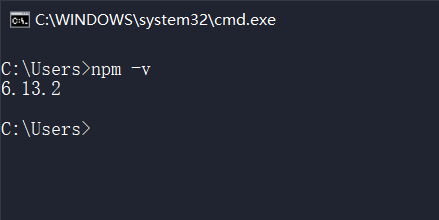 C:\WINDOWS\system32\cmd.exe
C:\Users>npm -v
6.13.2
C:\Users>